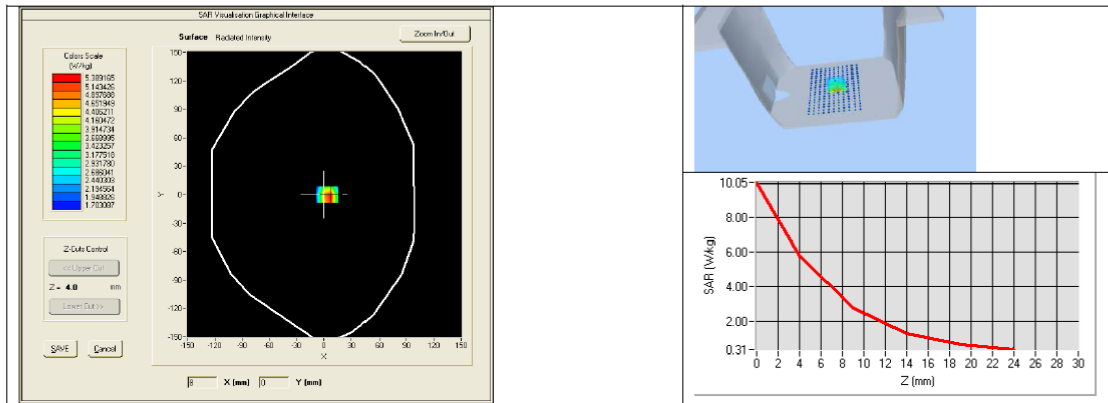 SAR Visualisation Graphical Interface
Surface Radiated Intensity
Zoom In/Out
Colors Scale
(W/kg)
5.389165
5.143426
4.897688
4.651949
4.406211
4.160472
3.914734
3.668995
3.423257
3.177518
2.931780
2.686041
2.440303
2.194564
1.948826
1.703087
Z-Cuts Control
<< Upper Cut
Z = 4.0 mm
Lower Cut >>
SAVE Cancel
150-
120-
90-
60-
30-
Y 0-
-30-
-60-
-90-
-120-
-150-
-150 -120 -90 -60 -30 0 30 60 90 120 150
X
8 X (mm) 0 Y (mm)
10.05
8.00
6.00
4.00
2.00
0.31
SAR (W/kg)
0 2 4 6 8 10 12 14 16 18 20 22 24 26 28 30
Z (mm)